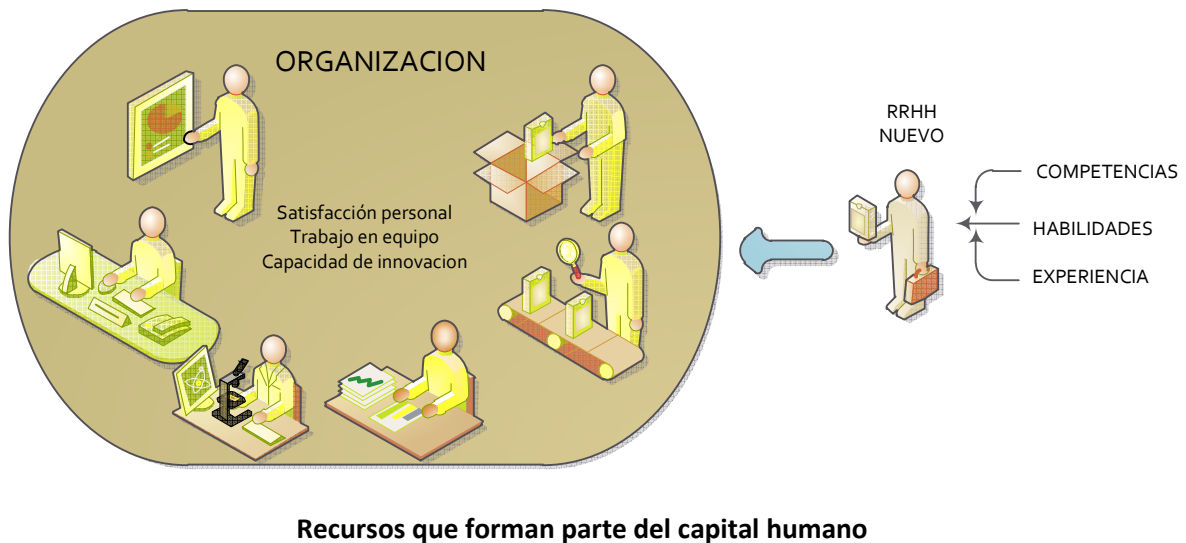 ORGANIZACION
Satisfacción personal
Trabajo en equipo
Capacidad de innovacion
RRHH
NUEVO
COMPETENCIAS
HABILIDADES
EXPERIENCIA
Recursos que forman parte del capital humano